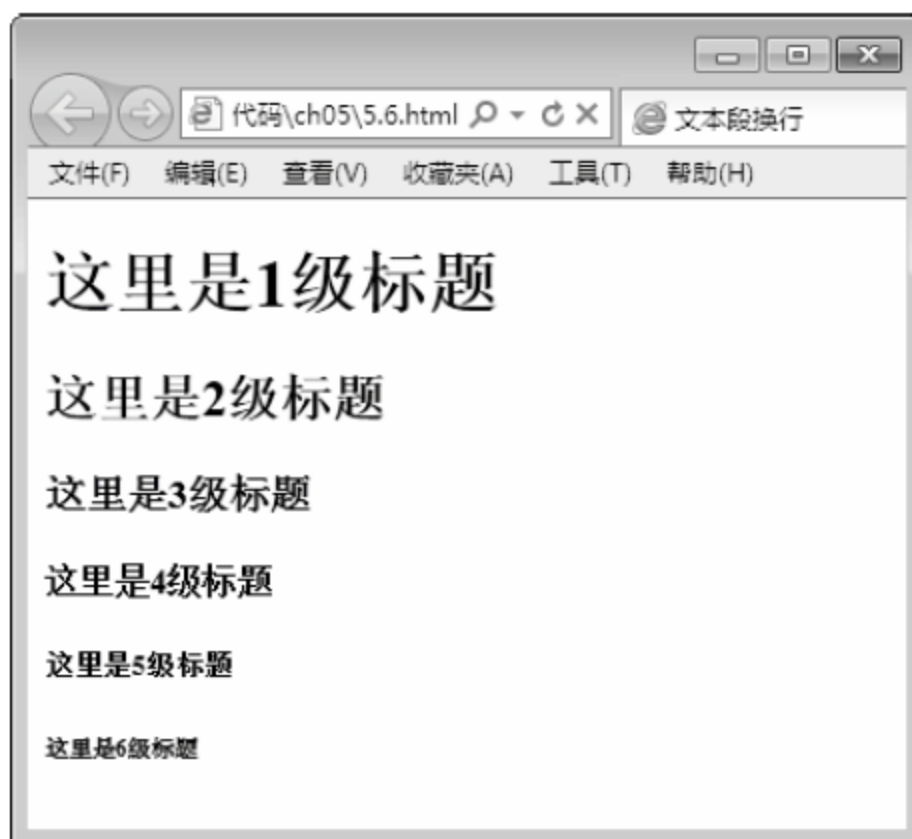 代码\ch05\5.6.html
文本段换行
文件(F) 编辑(E) 查看(V) 收藏夹(A) 工具(T) 帮助(H)
这里是1级标题
这里是2级标题
这里是3级标题
这里是4级标题
这里是5级标题
这里是6级标题